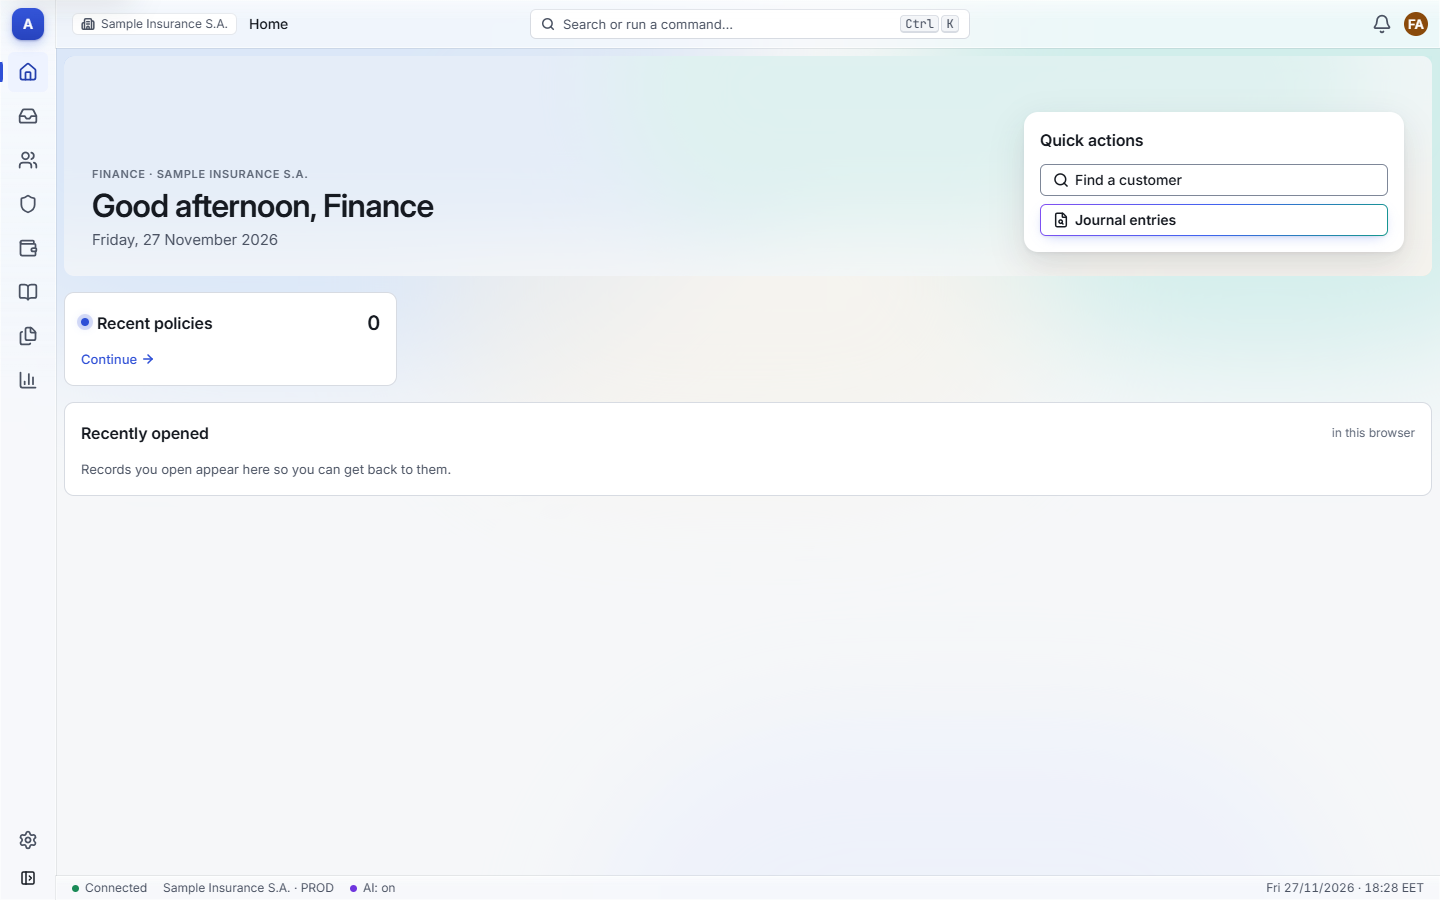 A
Sample Insurance S.A.
Home
Search or run a command...
Ctrl K
FA
FINANCE · SAMPLE INSURANCE S.A.
Good afternoon, Finance
Friday, 27 November 2026
Quick actions
Find a customer
Journal entries
Recent policies
0
Continue →
Recently opened
in this browser
Records you open appear here so you can get back to them.
Connected
Sample Insurance S.A. · PROD
AI: on
Fri 27/11/2026 · 18:28 EET